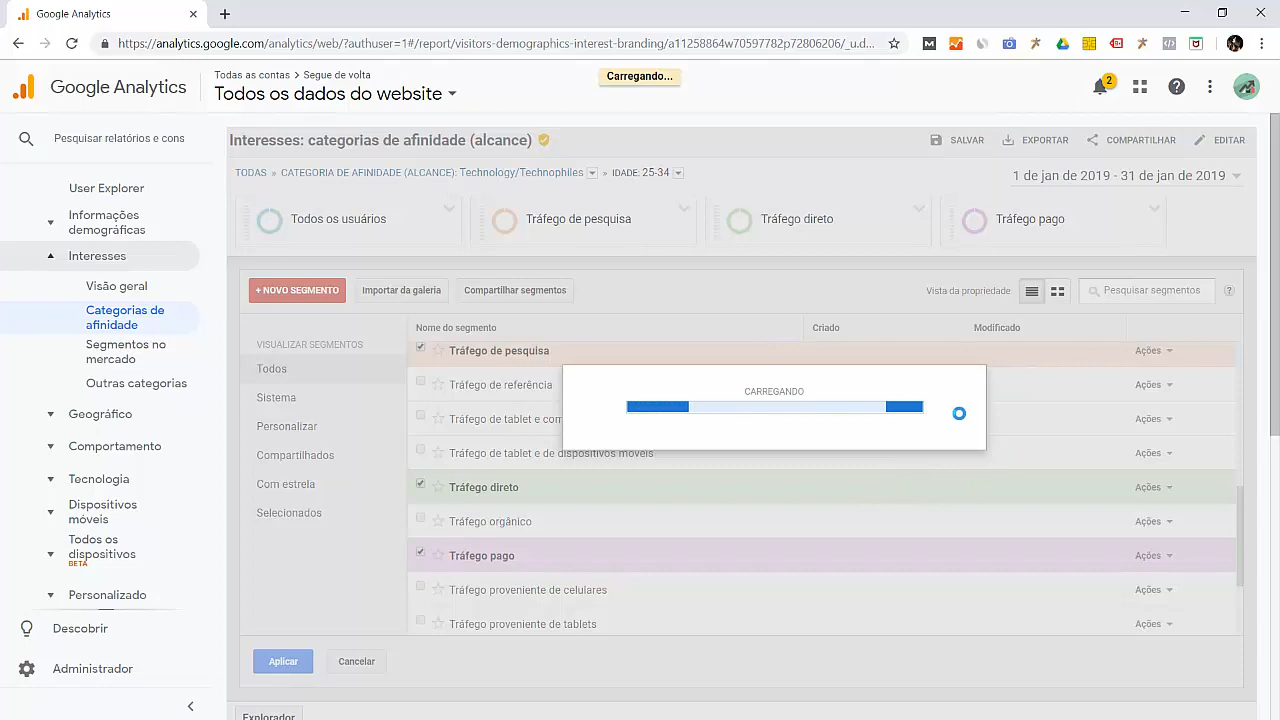 Google Analytics
https://analytics.google.com/analytics/web/?authuser=1#/report/visitors-demographics-interest-branding/a11258864w70597782p73006206/_u.d...
Google Analytics
Todas as contas > Segue de volta
Todos os dados do website
Carregando...
2
Pesquisar relatórios e cons
User Explorer
Informações
demográficas
Interesses
Visão geral
Categorias de
afinidade
Segmentos no
mercado
Outras categorias
Geográfico
Comportamento
Tecnologia
Dispositivos
móveis
Todos os
dispositivos
BETA
Personalizado
Descobrir
Administrador
Interesses: categorias de afinidade (alcance)
SALVAR
EXPORTAR
COMPARTILHAR
EDITAR
TODAS » CATEGORIA DE AFINIDADE (ALCANCE): Technology/Technophiles » IDADE: 25-34
1 de jan de 2019 - 31 de jan de 2019
Todos os usuários
Tráfego de pesquisa
Tráfego direto
Tráfego pago
+ NOVO SEGMENTO
Importar da galeria
Compartilhar segmentos
Vista da propriedade
Pesquisar segmentos
VISUALIZAR SEGMENTOS
Todos
Sistema
Personalizar
Compartilhados
Com estrela
Selecionados
Nome do segmento
Criado
Modificado
Tráfego de pesquisa
Ações
Tráfego de referência
Ações
Tráfego de tablet e com
Ações
Tráfego de tablet e de dispositivos móveis
Ações
Tráfego direto
Ações
Tráfego orgânico
Ações
Tráfego pago
Ações
Tráfego proveniente de celulares
Ações
Tráfego proveniente de tablets
Ações
CARREGANDO
Aplicar
Cancelar
Explorador